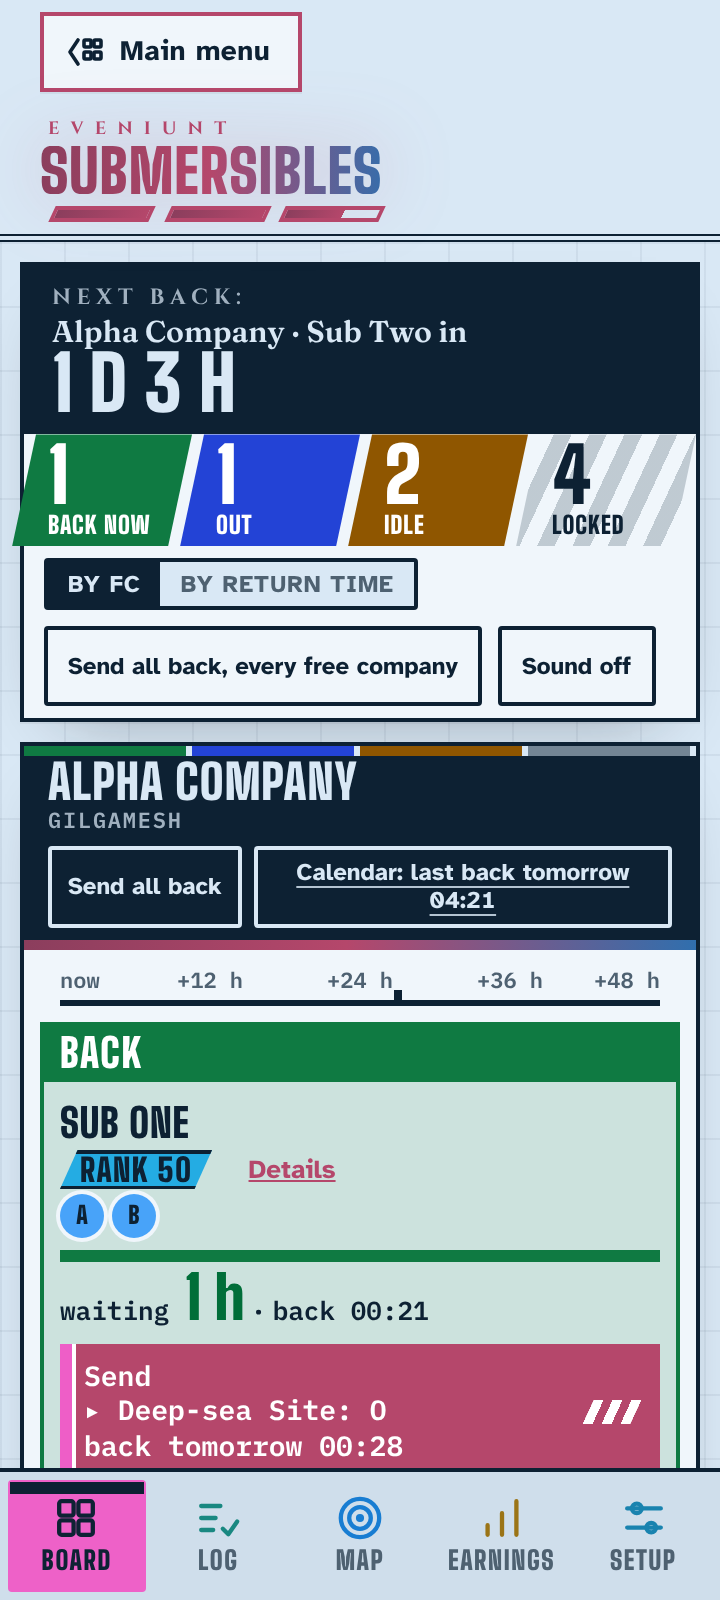 Main menu
EVENIUNT
SUBMERSIBLES
NEXT BACK:
Alpha Company · Sub Two in
1D3H
1
BACK NOW
1
OUT
2
IDLE
4
LOCKED
BY FC
BY RETURN TIME
Send all back, every free company
Sound off
ALPHA COMPANY
GILGAMESH
Send all back
Calendar: last back tomorrow
04:21
now +12 h +24 h +36 h +48 h
BACK
SUB ONE
RANK 50
Details
A B
waiting 1h · back 00:21
Send
▸ Deep-sea Site: O
back tomorrow 00:28
BOARD
LOG
MAP
EARNINGS
SETUP